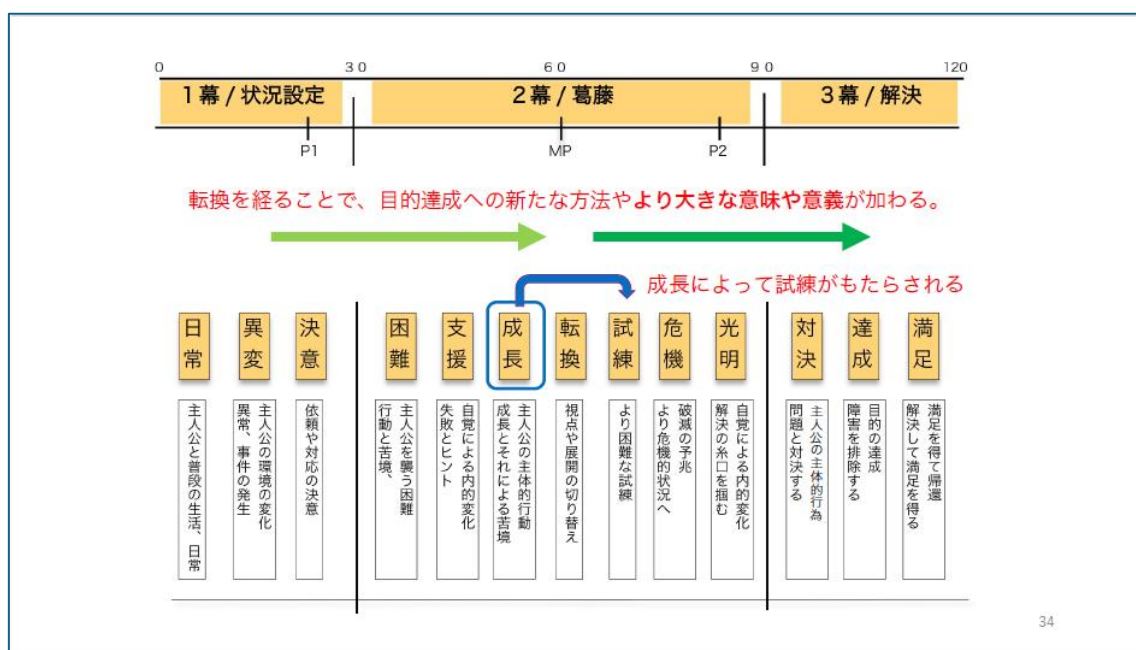 0
30
60
90
120
1幕 / 状況設定
2幕 / 葛藤
3幕 / 解決
P1
MP
P2
転換を経ることで、目的達成への新たな方法やより大きな意味や意義が加わる。
成長によって試練がもたらされる
日常
異変
決意
困難
支援
成長
転換
試練
危機
光明
対決
達成
満足
主人公と普段の生活、日常
主人公の環境の変化
異常、事件の発生
依頼や対応の決意
主人公を襲う困難
行動と苦境、
自覚による内的変化
失敗とヒント
主人公の主体的行動
成長とそれによる苦境
視点や展開の切り替え
より困難な試練
破滅の予兆
より危機的状況へ
自覚による内的変化
解決の糸口を掴む
主人公の主体的行為
問題と対決する
目的の達成
障害を排除する
満足を得て帰還
解決して満足を得る
34